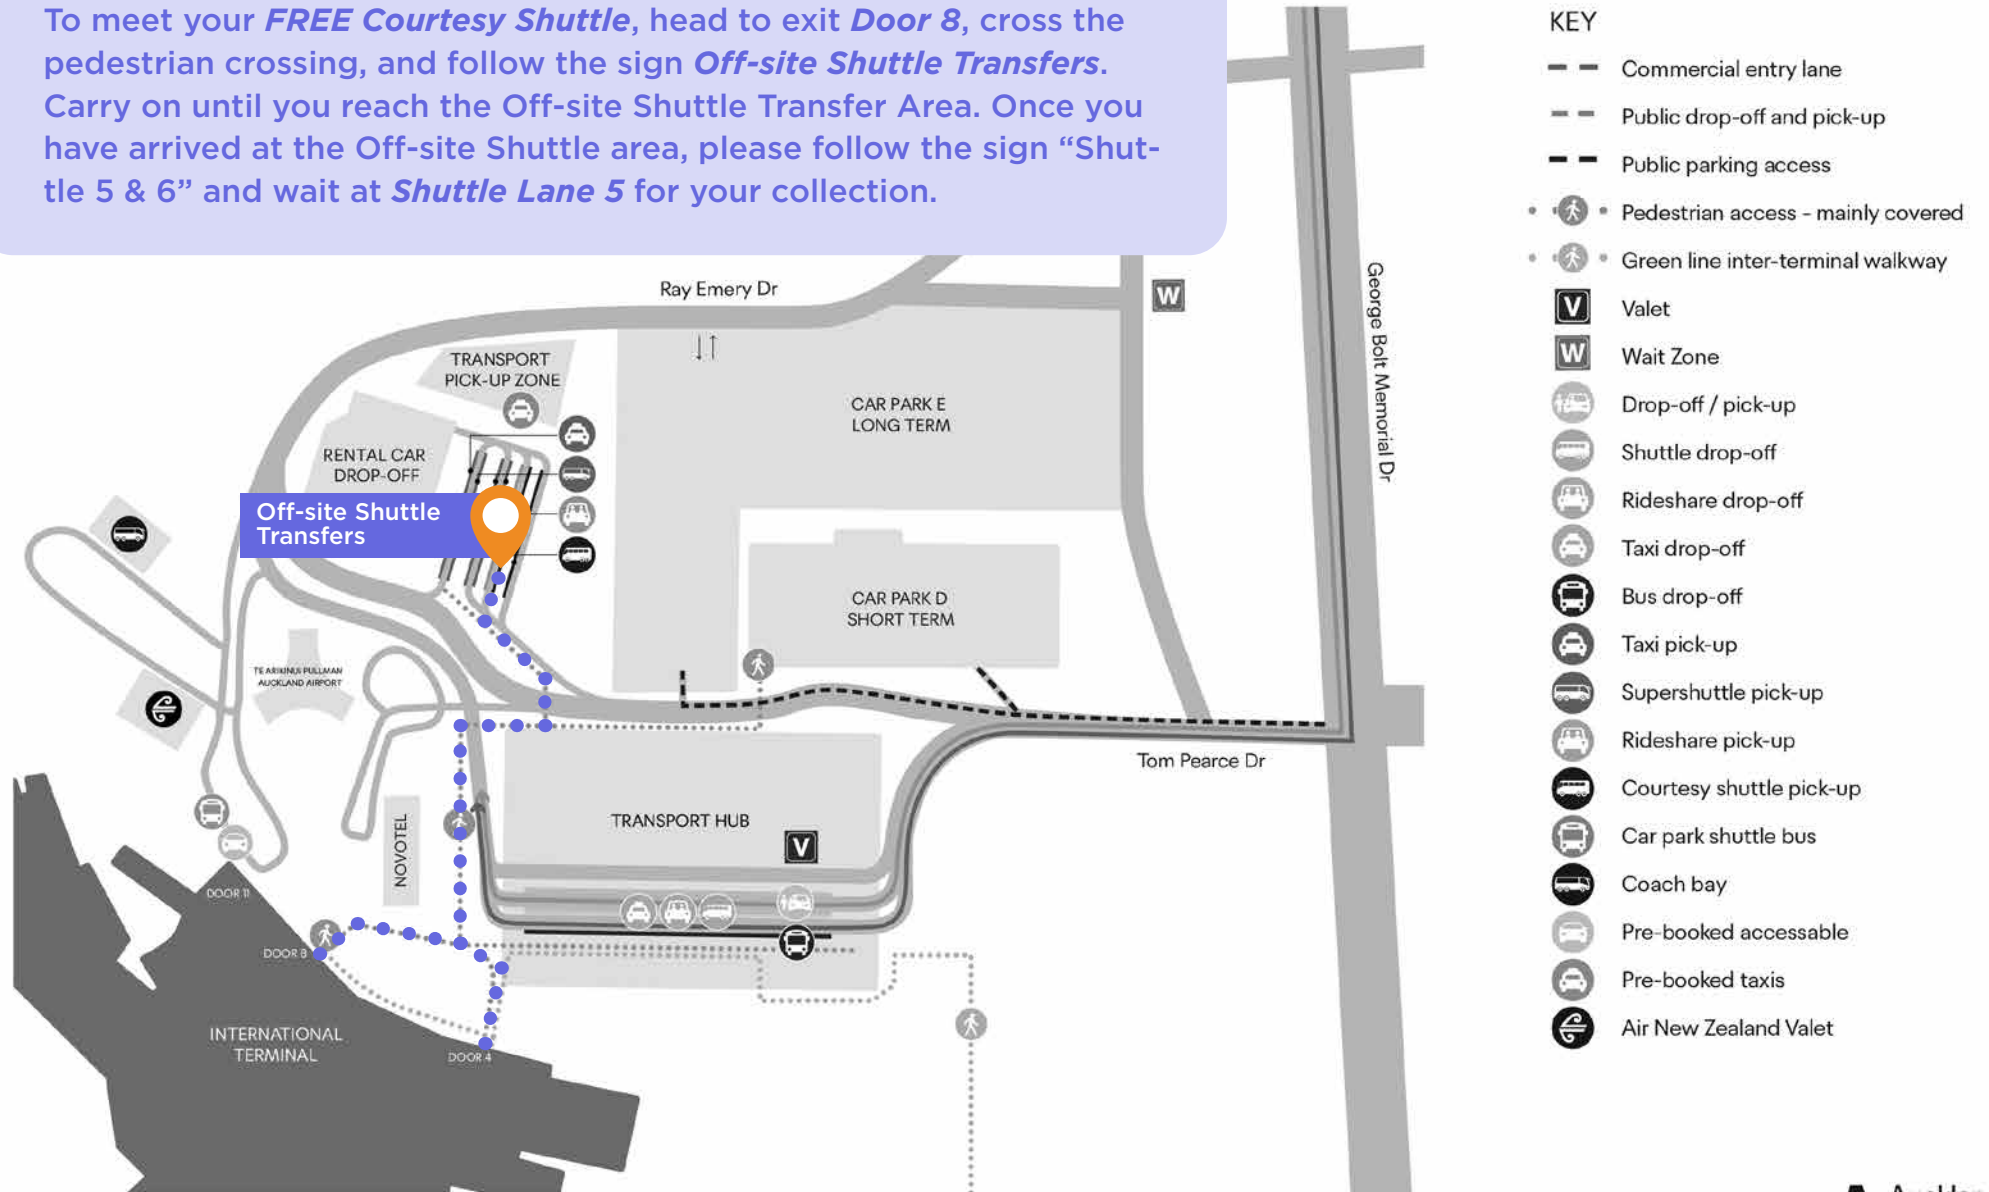 To meet your FREE Courtesy Shuttle, head to exit Door 8, cross the
pedestrian crossing, and follow the sign Off-site Shuttle Transfers.
Carry on until you reach the Off-site Shuttle Transfer Area. Once you
have arrived at the Off-site Shuttle area, please follow the sign “Shut-
tle 5 & 6” and wait at Shuttle Lane 5 for your collection.
KEY
Commercial entry lane
Public drop-off and pick-up
Public parking access
Pedestrian access - mainly covered
Green line inter-terminal walkway
V
Valet
W
Wait Zone
Drop-off / pick-up
Shuttle drop-off
Rideshare drop-off
Taxi drop-off
Bus drop-off
Taxi pick-up
Supershuttle pick-up
Rideshare pick-up
Courtesy shuttle pick-up
Car park shuttle bus
Coach bay
Pre-booked accessable
Pre-booked taxis
Air New Zealand Valet
Ray Emery Dr
W
George Bolt Memorial Dr
TRANSPORT
PICK-UP ZONE
CAR PARK E
LONG TERM
RENTAL CAR
DROP-OFF
Off-site Shuttle
Transfers
CAR PARK D
SHORT TERM
TE ARIKINUI PULLMAN
AUCKLAND AIRPORT
Tom Pearce Dr
TRANSPORT HUB
V
NOVOTEL
DOOR 11
DOOR 8
INTERNATIONAL
TERMINAL
DOOR 4